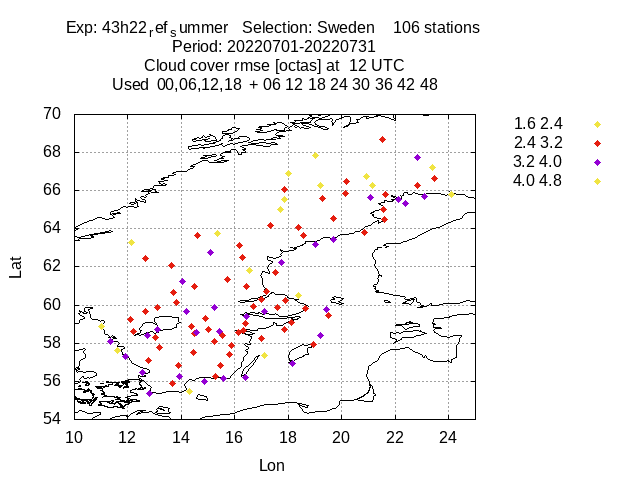 Exp: 43h22refsummer Selection: Sweden 106 stations
Period: 20220701-20220731
Cloud cover rmse [octas] at 12 UTC
Used 00,06,12,18 + 06 12 18 24 30 36 42 48
70
68
66
64
62
60
58
56
54
Lat
10 12 14 16 18 20 22 24
Lon
1.6 2.4
2.4 3.2
3.2 4.0
4.0 4.8